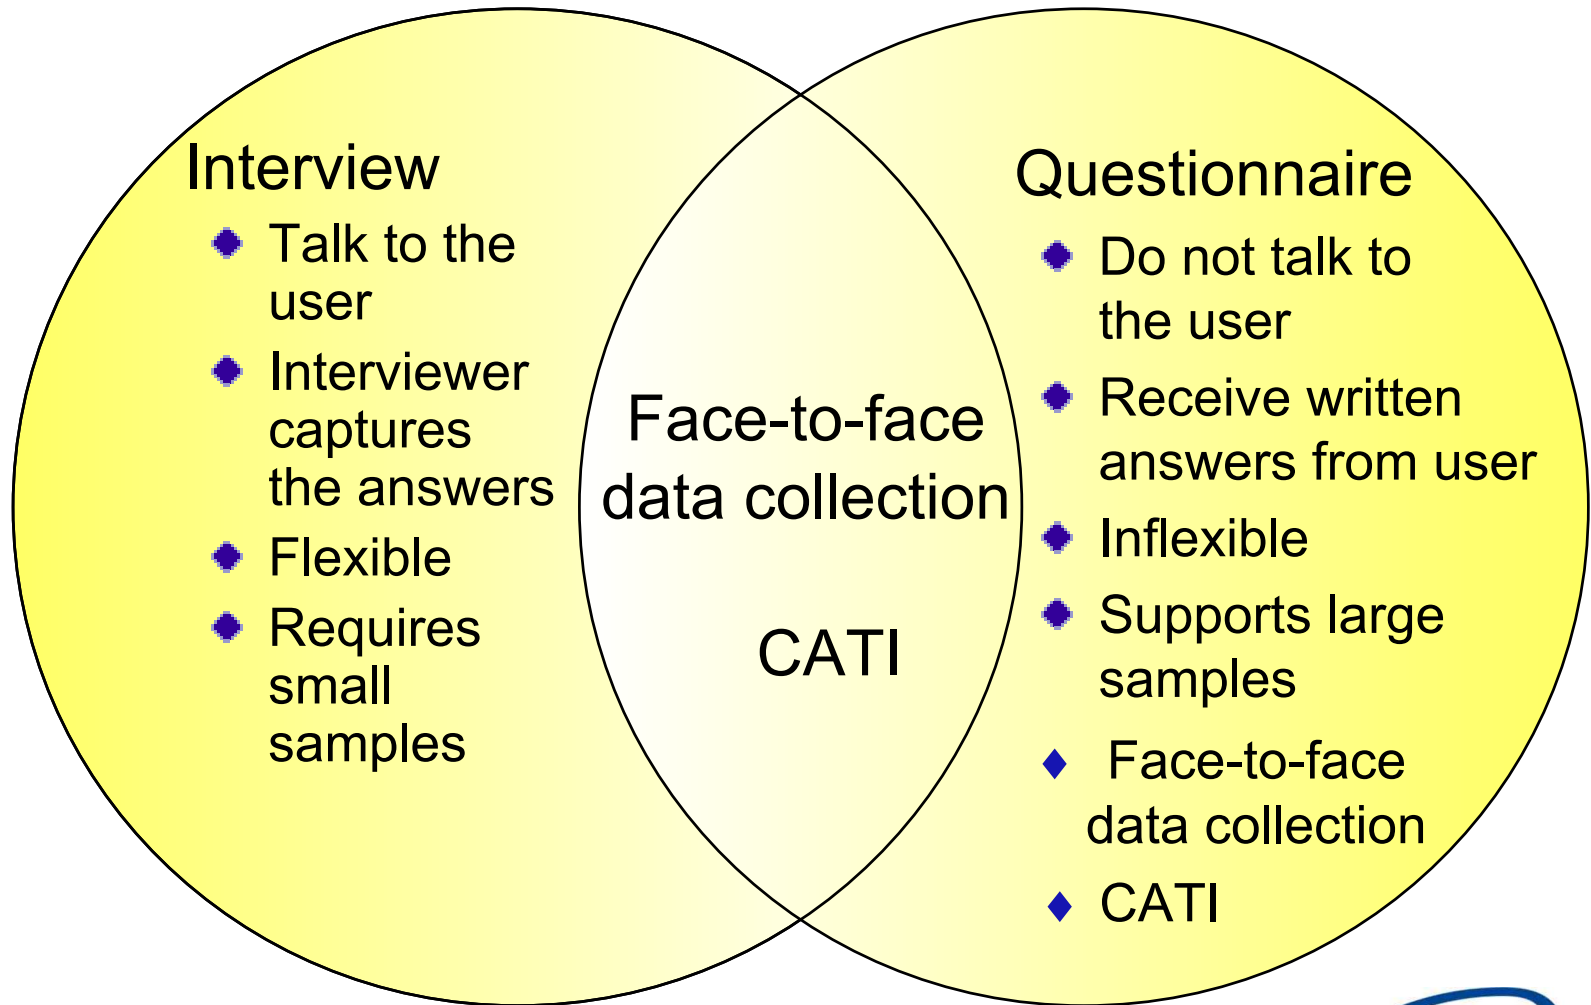 Interview
Talk to the
user
Interviewer
captures
the answers
Flexible
Requires
small
samples
Face-to-face
data collection
CATI
Questionnaire
Do not talk to
the user
Receive written
answers from user
Inflexible
Supports large
samples
Face-to-face
data collection
CATI